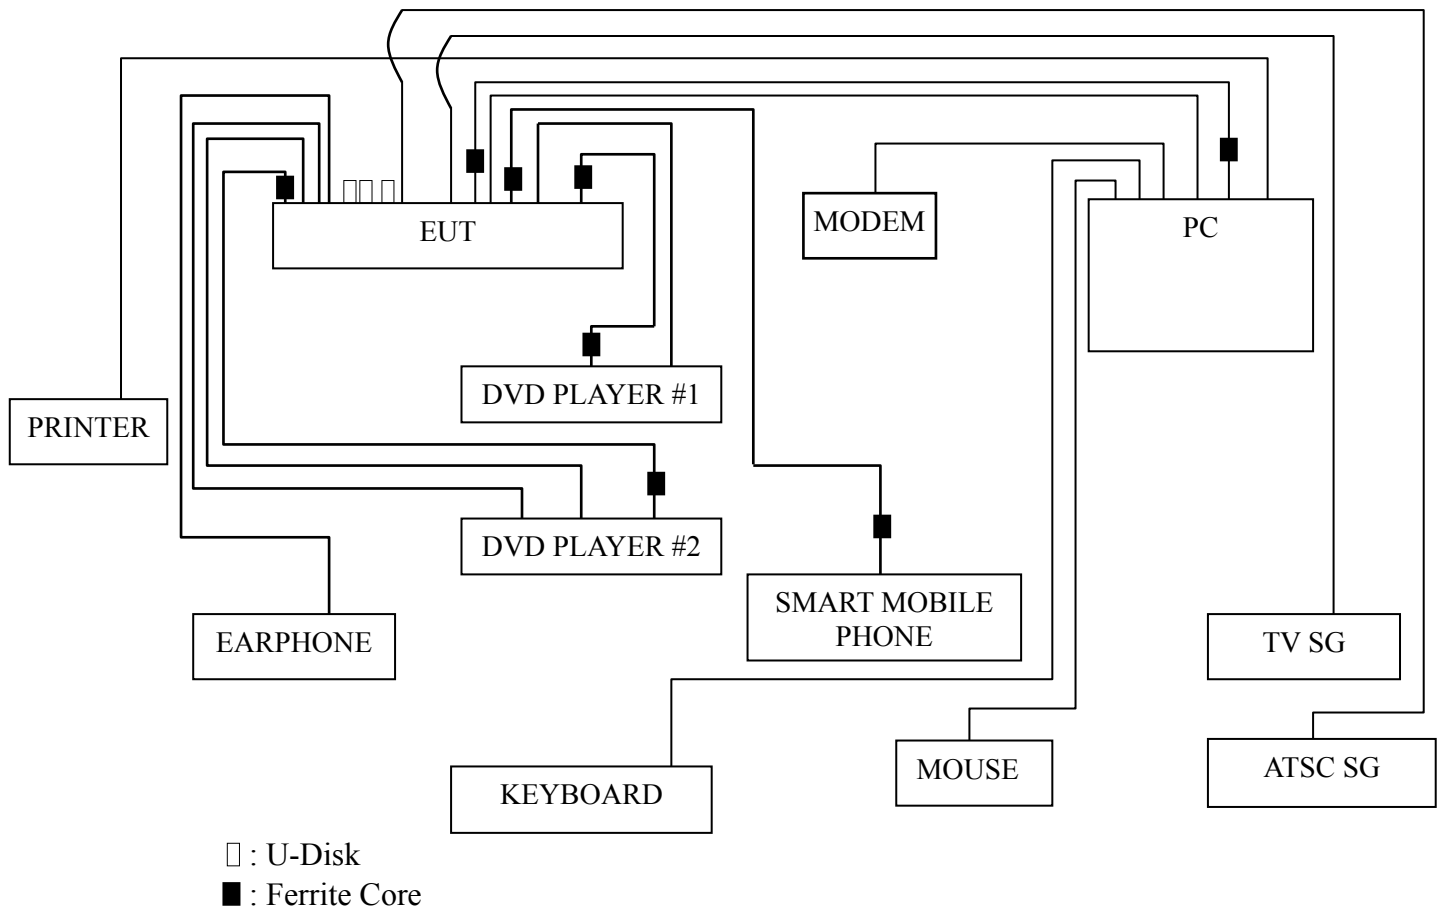 EUT
MODEM
PC
DVD PLAYER #1
PRINTER
DVD PLAYER #2
SMART MOBILE
PHONE
EARPHONE
TV SG
MOUSE
ATSC SG
KEYBOARD
: U-Disk
: Ferrite Core